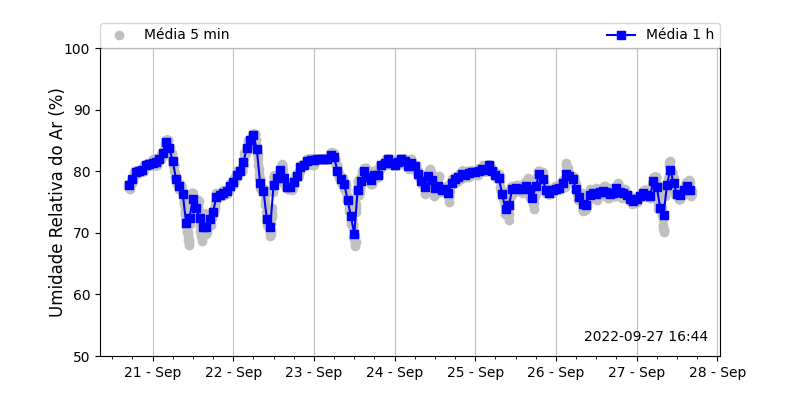 Média 5 min
Média 1 h
100
90
80
70
60
50
Umidade Relativa do Ar (%)
2022-09-27 16:44
21 - Sep
22 - Sep
23 - Sep
24 - Sep
25 - Sep
26 - Sep
27 - Sep
28 - Sep